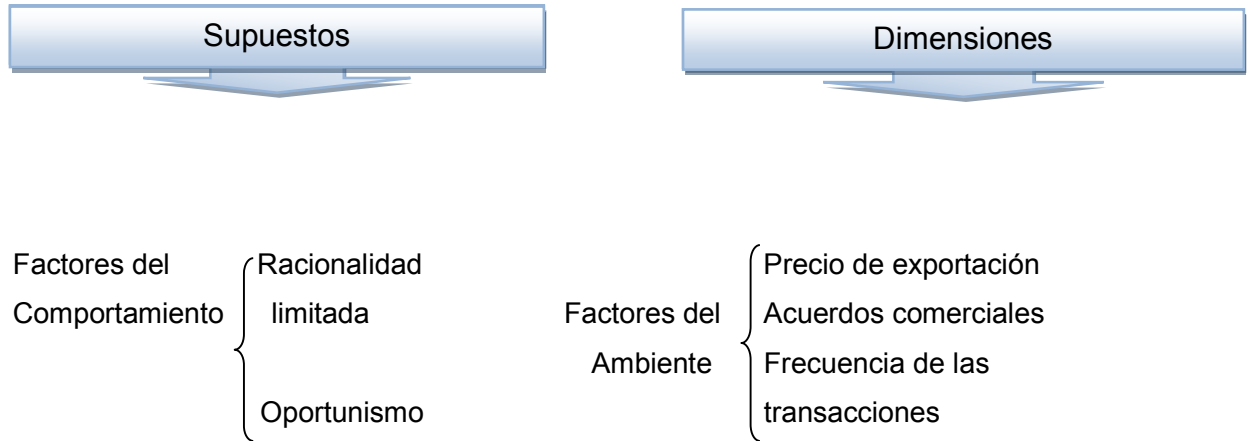 Supuestos
Dimensiones
Factores del
Comportamiento
Racionalidad
limitada
Oportunismo
Factores del
Ambiente
Precio de exportación
Acuerdos comerciales
Frecuencia de las
transacciones